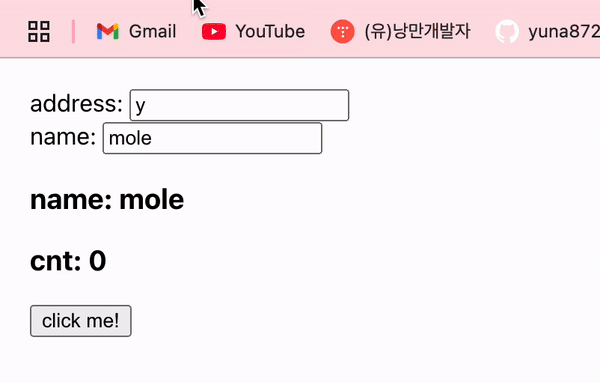 Gmail YouTube (유)낭만개발자 yuna872
address: y
name: mole
name: mole
cnt: 0
click me!